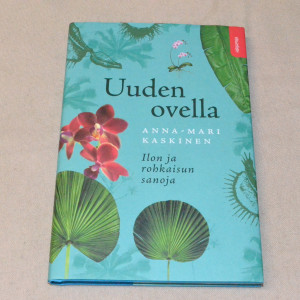 Uuden
ovella
ANNA-MARI
KASKINEN
Ilon ja
rohkaisun
sanoja